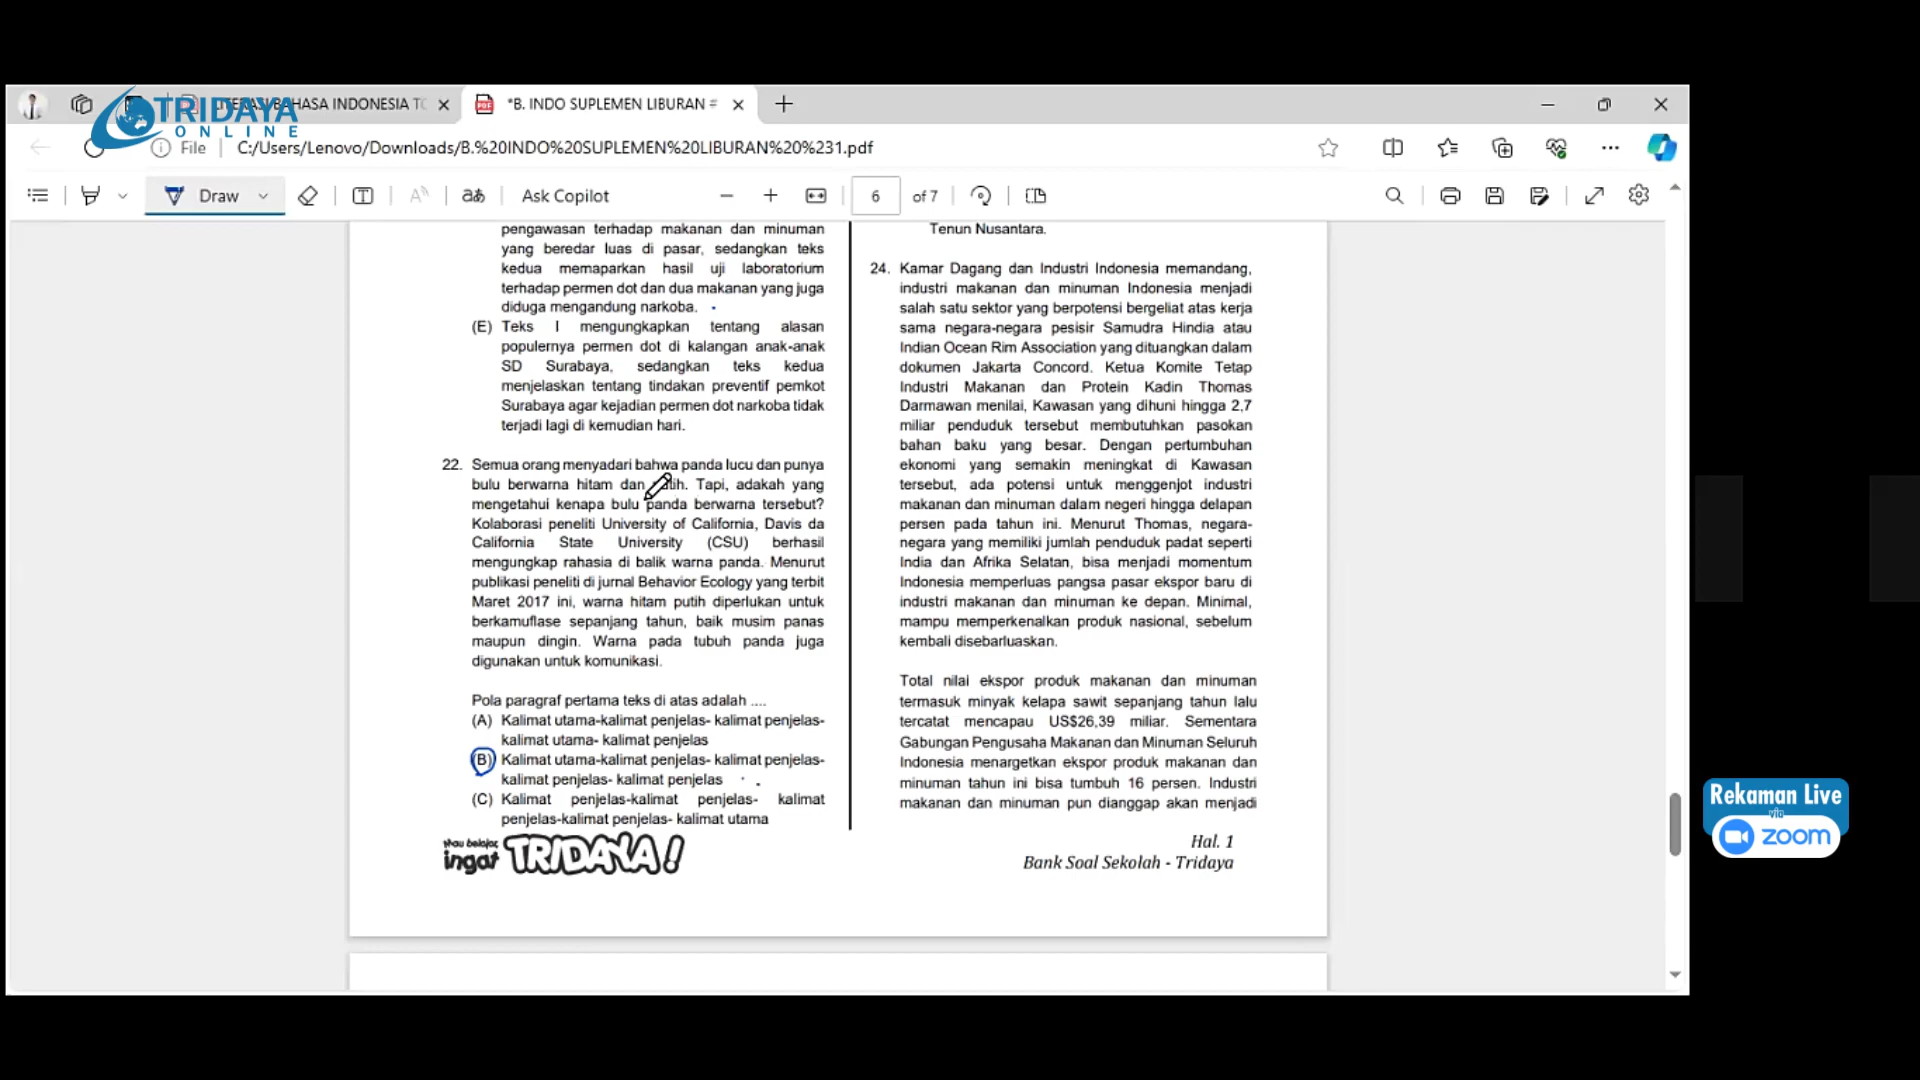 TRIDAYA
ONLINE
BAHASA INDONESIA
*B. INDO SUPLEMEN LIBURAN #
File
C:/Users/Lenovo/Downloads/B.%20INDO%20SUPLEMEN%20LIBURAN%20%231.pdf
Draw
Ask Copilot
6
of 7
pengawasan terhadap makanan dan minuman
yang beredar luas di pasar, sedangkan teks
kedua memaparkan hasil uji laboratorium
terhadap permen dot dan dua makanan yang juga
diduga mengandung narkoba.
(E) Teks I mengungkapkan tentang alasan
populernya permen dot di kalangan anak-anak
SD Surabaya, sedangkan teks kedua
menjelaskan tentang tindakan preventif pemkot
Surabaya agar kejadian permen dot narkoba tidak
terjadi lagi di kemudian hari.
22. Semua orang menyadari bahwa panda lucu dan punya
bulu berwarna hitam dan putih. Tapi, adakah yang
mengetahui kenapa bulu panda berwarna tersebut?
Kolaborasi peneliti University of California, Davis da
California State University (CSU) berhasil
mengungkap rahasia di balik warna panda. Menurut
publikasi peneliti di jurnal Behavior Ecology yang terbit
Maret 2017 ini, warna hitam putih diperlukan untuk
berkamuflase sepanjang tahun, baik musim panas
maupun dingin. Warna pada tubuh panda juga
digunakan untuk komunikasi.
Pola paragraf pertama teks di atas adalah ....
(A) Kalimat utama-kalimat penjelas- kalimat penjelas-
kalimat utama- kalimat penjelas
(B) Kalimat utama-kalimat penjelas- kalimat penjelas-
kalimat penjelas- kalimat penjelas
(C) Kalimat penjelas-kalimat penjelas- kalimat
penjelas-kalimat penjelas- kalimat utama
Mau belajar,
ingat TRIDAYA!
Tenun Nusantara.
24. Kamar Dagang dan Industri Indonesia memandang,
industri makanan dan minuman Indonesia menjadi
salah satu sektor yang berpotensi bergeliat atas kerja
sama negara-negara pesisir Samudra Hindia atau
Indian Ocean Rim Association yang dituangkan dalam
dokumen Jakarta Concord. Ketua Komite Tetap
Industri Makanan dan Protein Kadin Thomas
Darmawan menilai, Kawasan yang dihuni hingga 2,7
miliar penduduk tersebut membutuhkan pasokan
bahan baku yang besar. Dengan pertumbuhan
ekonomi yang semakin meningkat di Kawasan
tersebut, ada potensi untuk menggenjot industri
makanan dan minuman dalam negeri hingga delapan
persen pada tahun ini. Menurut Thomas, negara-
negara yang memiliki jumlah penduduk padat seperti
India dan Afrika Selatan, bisa menjadi momentum
Indonesia memperluas pangsa pasar ekspor baru di
industri makanan dan minuman ke depan. Minimal,
mampu memperkenalkan produk nasional, sebelum
kembali disebarluaskan.
Total nilai ekspor produk makanan dan minuman
termasuk minyak kelapa sawit sepanjang tahun lalu
tercatat mencapau US$26,39 miliar. Sementara
Gabungan Pengusaha Makanan dan Minuman Seluruh
Indonesia menargetkan ekspor produk makanan dan
minuman tahun ini bisa tumbuh 16 persen. Industri
makanan dan minuman pun dianggap akan menjadi
Hal. 1
Bank Soal Sekolah - Tridaya
Rekaman Live
via
zoom